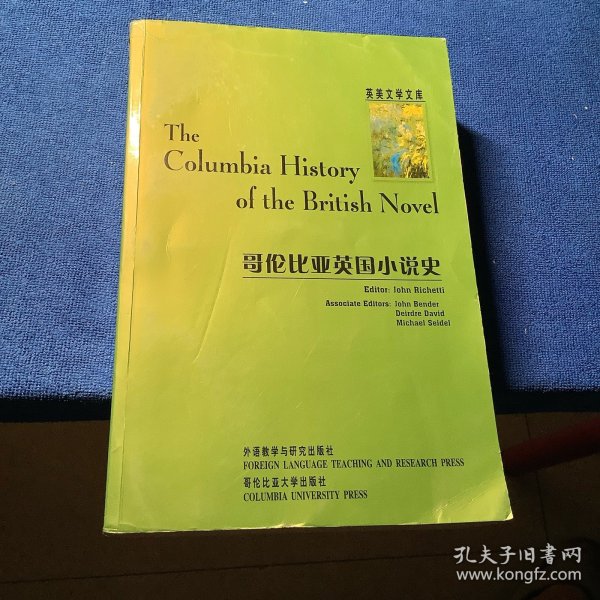 英美文学文库
The
Columbia History
of the British Novel
哥伦比亚英国小说史
Editor: John Richetti
Associate Editors: John Bender
Deirdre David
Michael Seidel
外语教学与研究出版社
FOREIGN LANGUAGE TEACHING AND RESEARCH PRESS
哥伦比亚大学出版社
COLUMBIA UNIVERSITY PRESS
孔夫子旧书网
www.kongfz.com